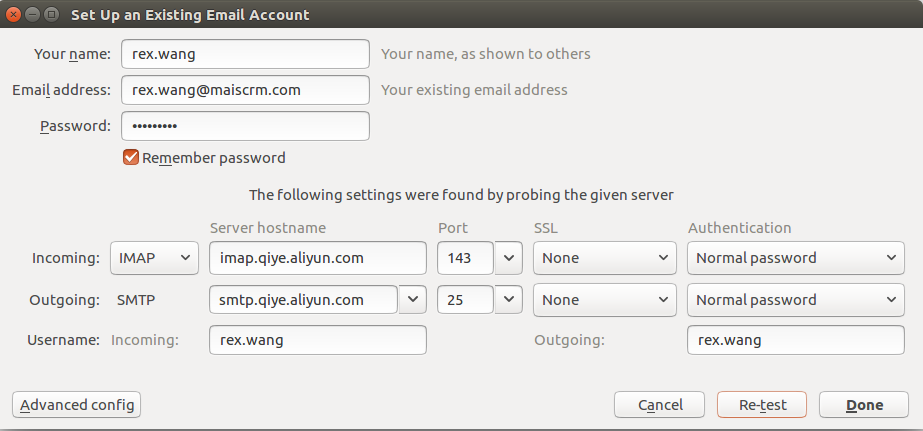 Set Up an Existing Email Account
Your name: rex.wang Your name, as shown to others
Email address: rex.wang@maiscrm.com Your existing email address
Password: •••••••••
Remember password
The following settings were found by probing the given server
Server hostname Port SSL Authentication
Incoming: IMAP imap.qiye.aliyun.com 143 None Normal password
Outgoing: SMTP smtp.qiye.aliyun.com 25 None Normal password
Username: Incoming: rex.wang Outgoing: rex.wang
Advanced config Cancel Re-test Done